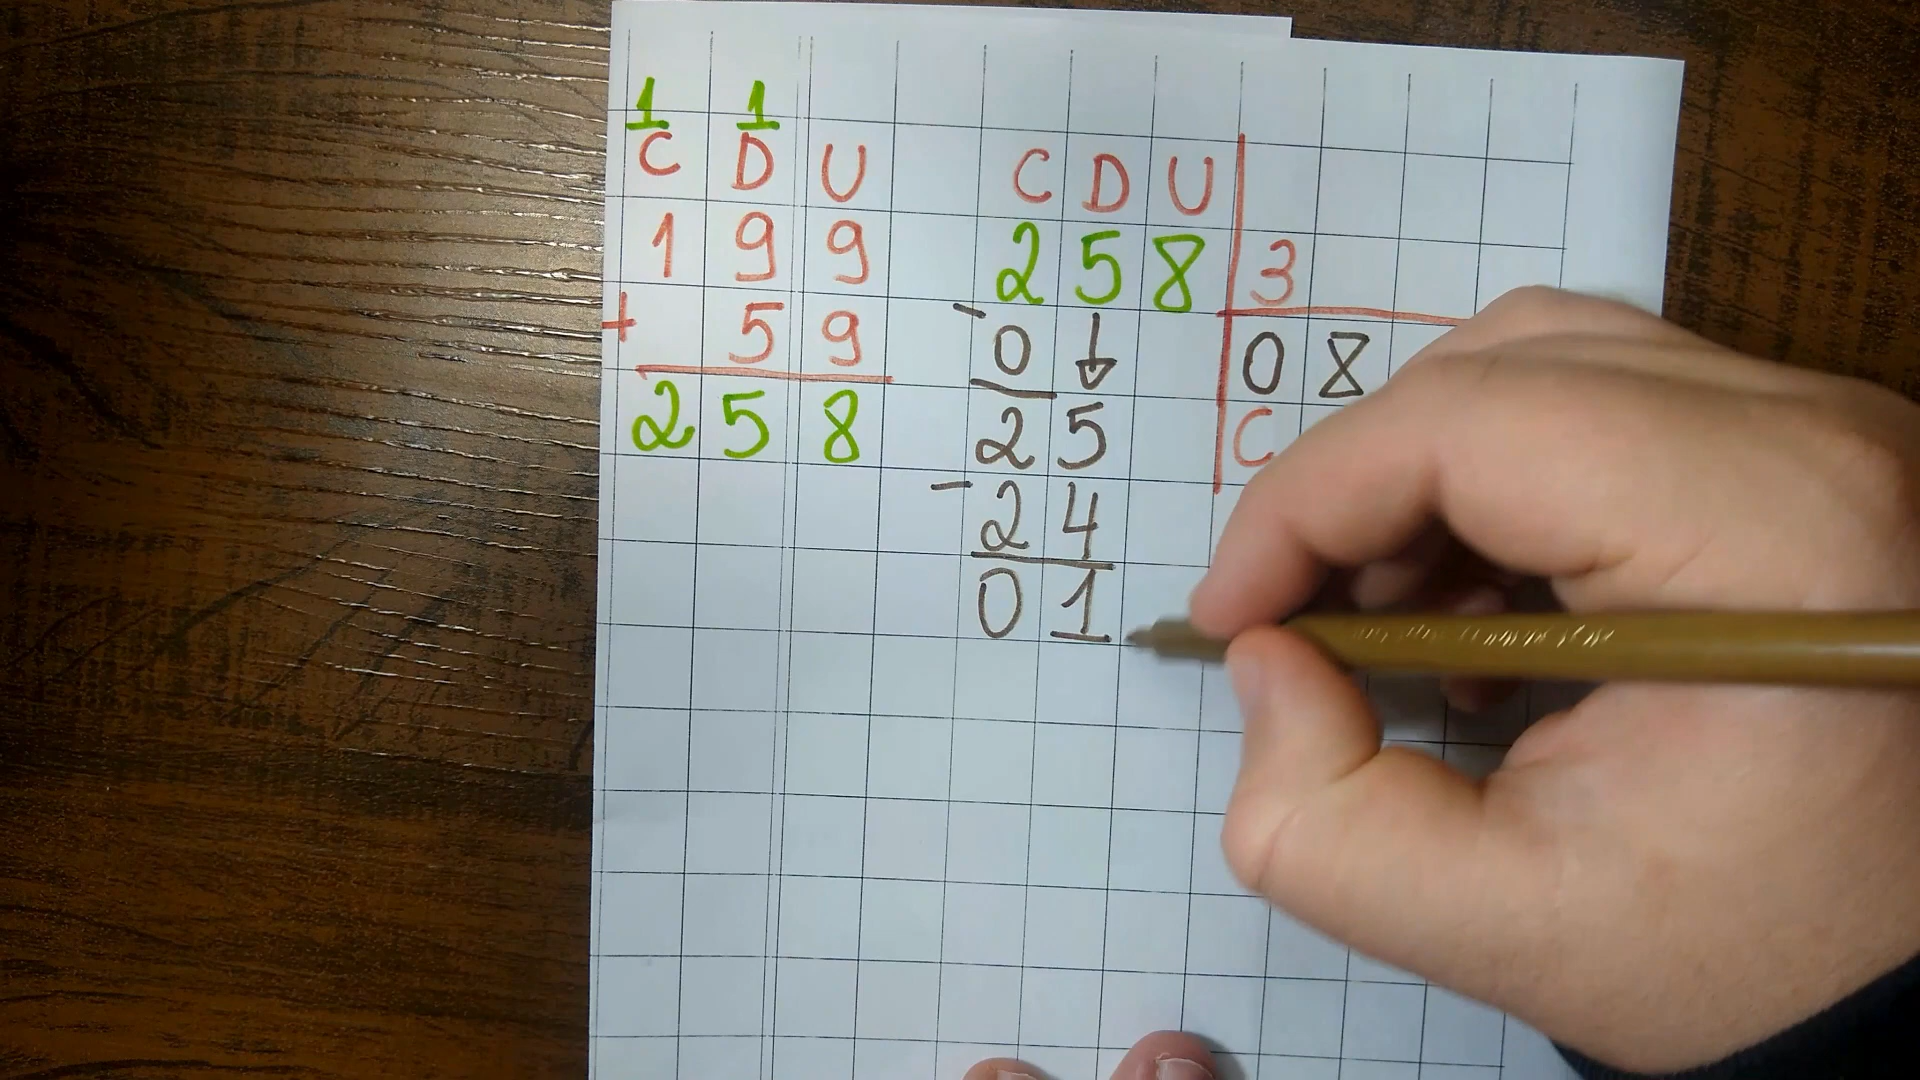 1 1
C D U
1 9 9
+ 5 9
2 5 8
C D U
2 5 8 3
- 0 ↓ 0 8
2 5 C
- 2 4
0 1